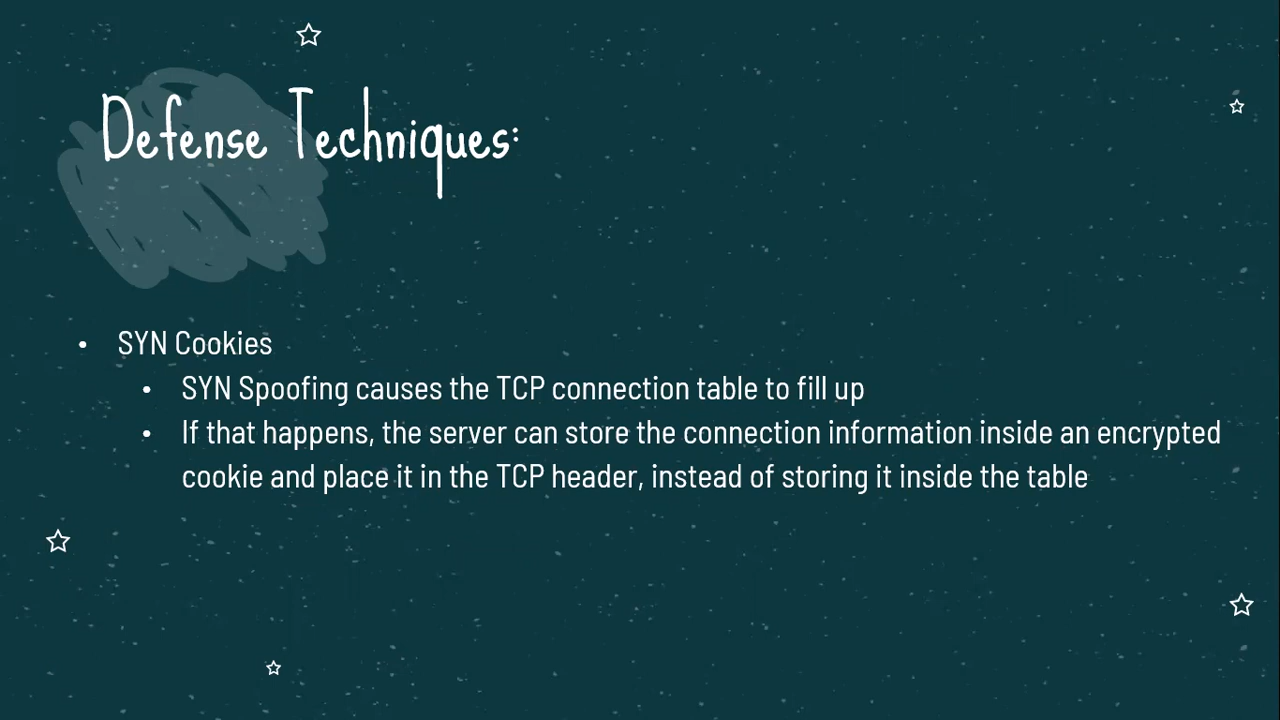 Defense Techniques:
• SYN Cookies
• SYN Spoofing causes the TCP connection table to fill up
• If that happens, the server can store the connection information inside an encrypted
cookie and place it in the TCP header, instead of storing it inside the table